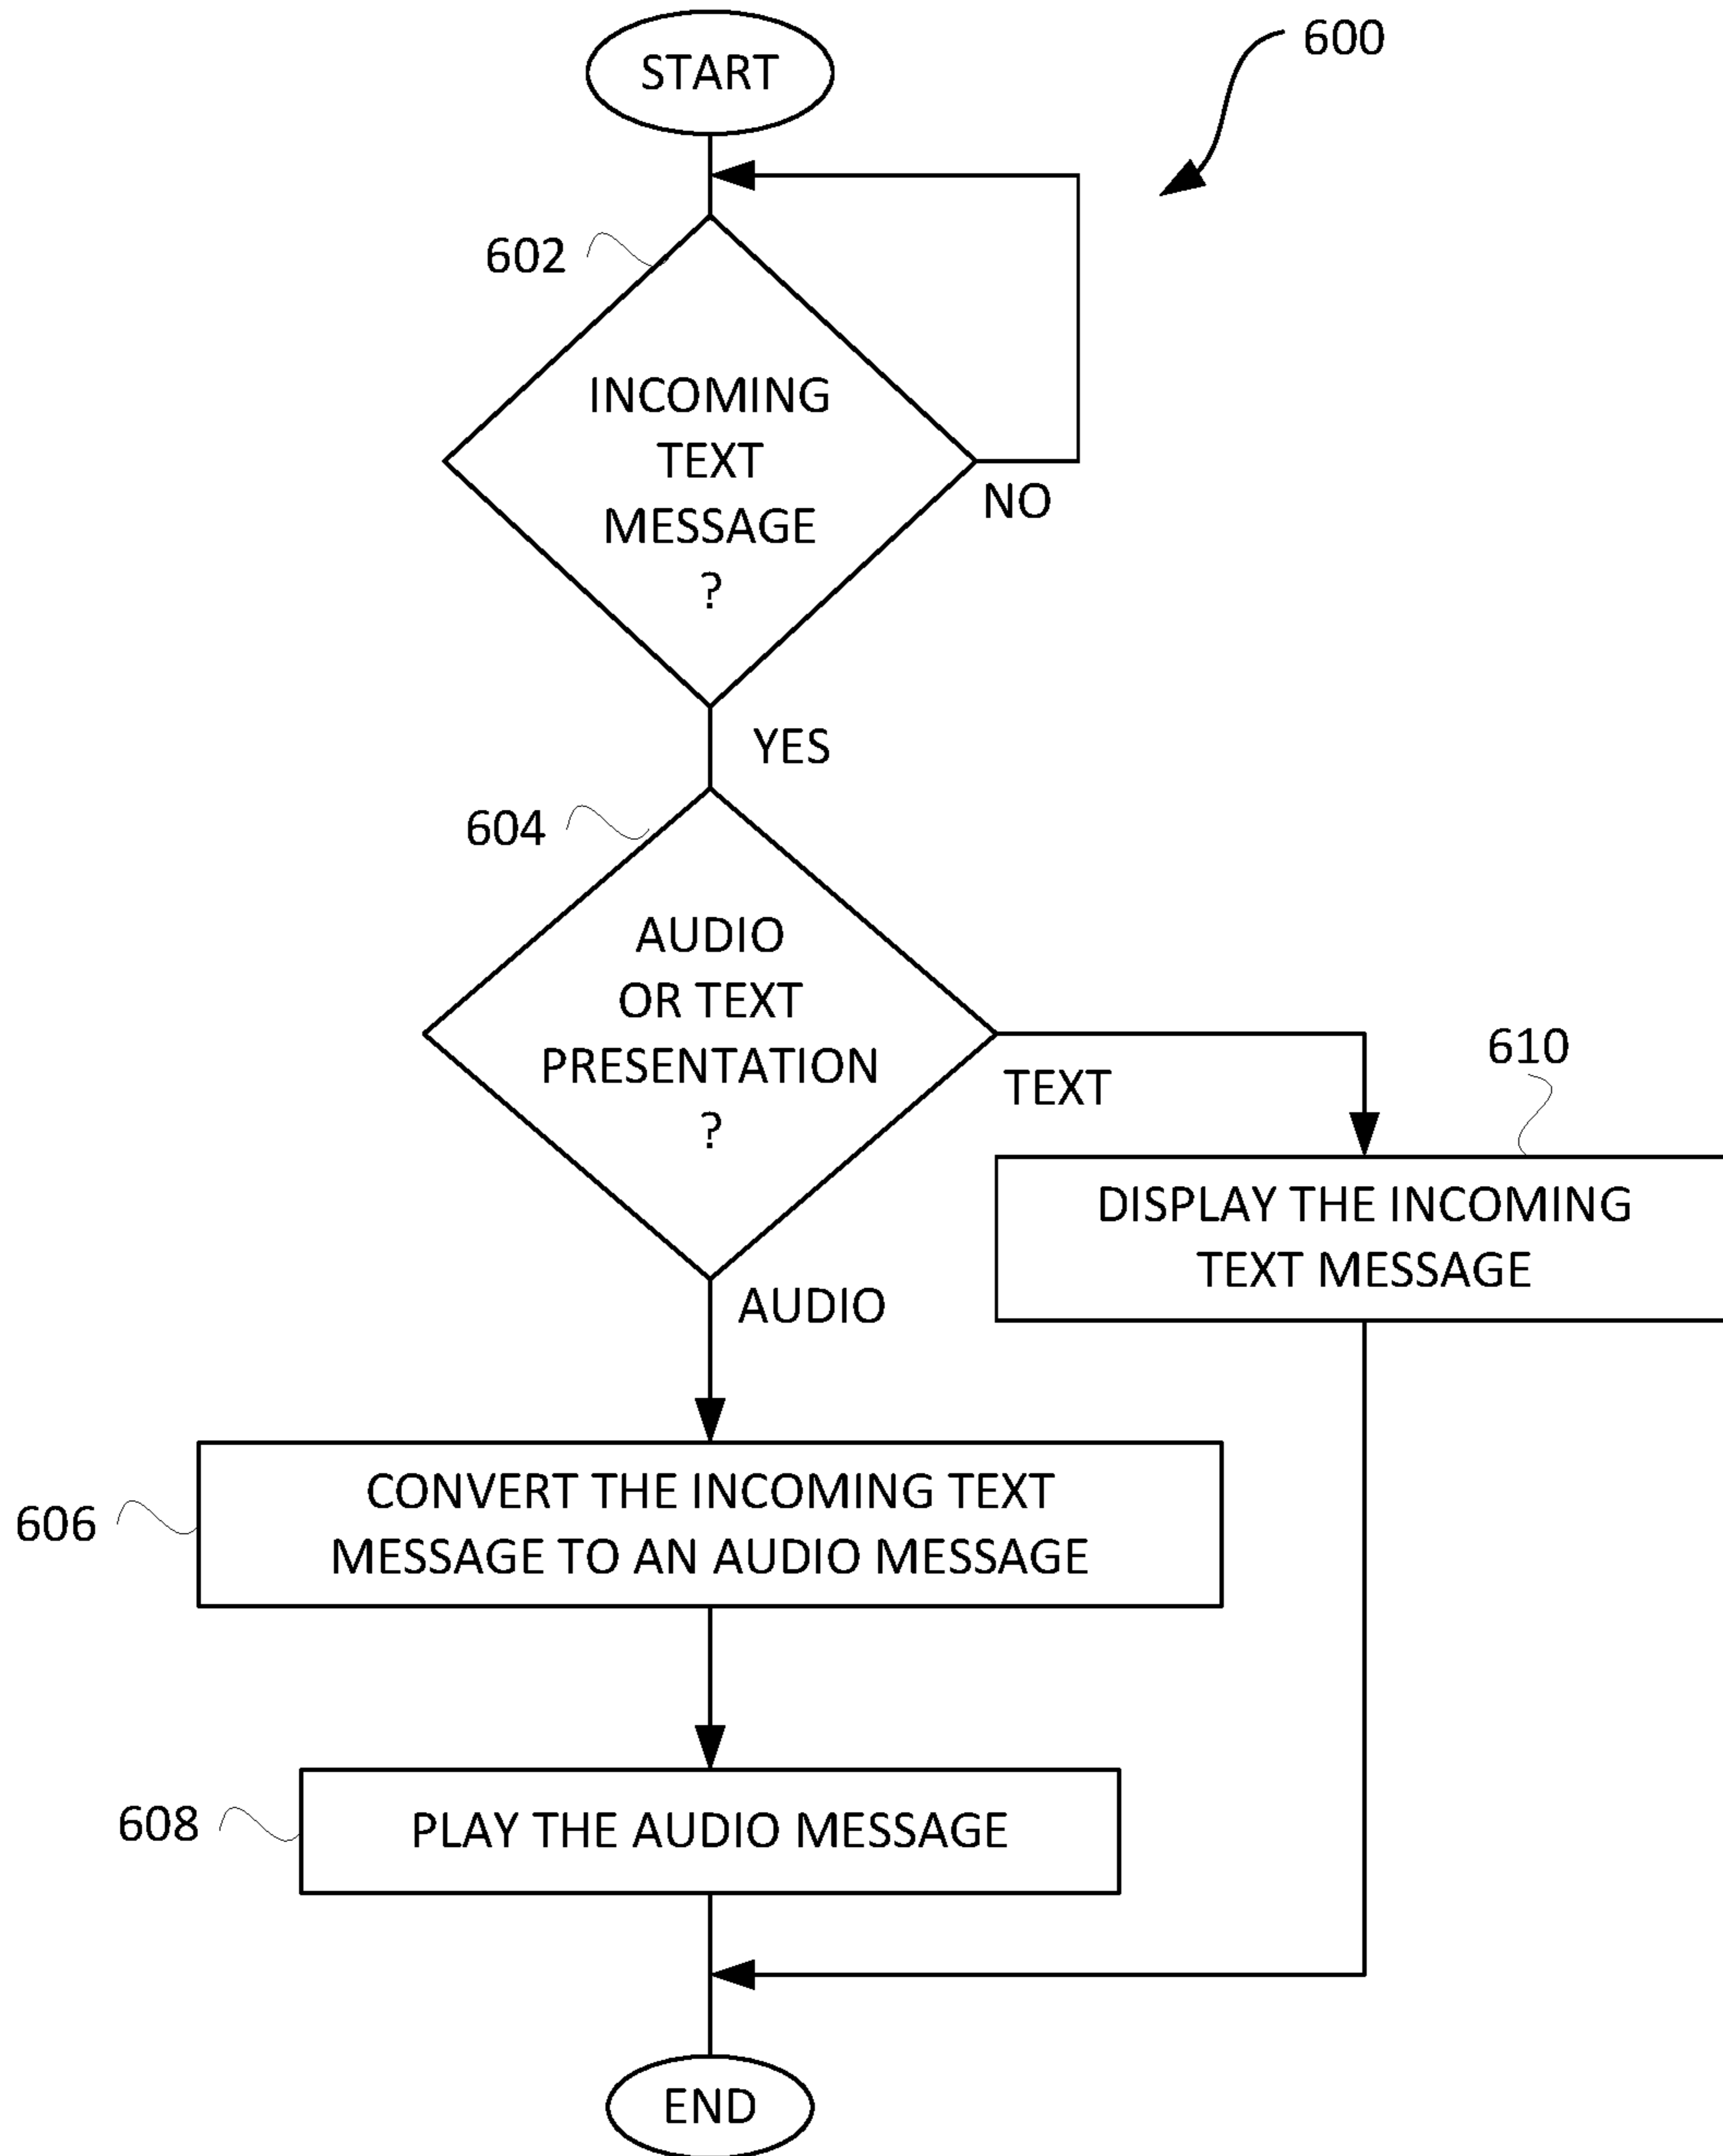 START
600
602
INCOMING
TEXT
MESSAGE
?
NO
YES
604
AUDIO
OR TEXT
PRESENTATION
?
TEXT
610
DISPLAY THE INCOMING
TEXT MESSAGE
AUDIO
606
CONVERT THE INCOMING TEXT
MESSAGE TO AN AUDIO MESSAGE
608
PLAY THE AUDIO MESSAGE
END